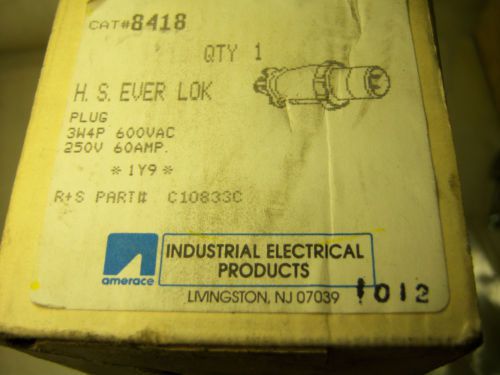 CAT#8418
QTY 1
H. S. EVER LOK
PLUG
3W4P 600VAC
250V 60AMP.
*1Y9*
R+S PART# C10833C
amerace
INDUSTRIAL ELECTRICAL
PRODUCTS
LIVINGSTON, NJ 07039
1012